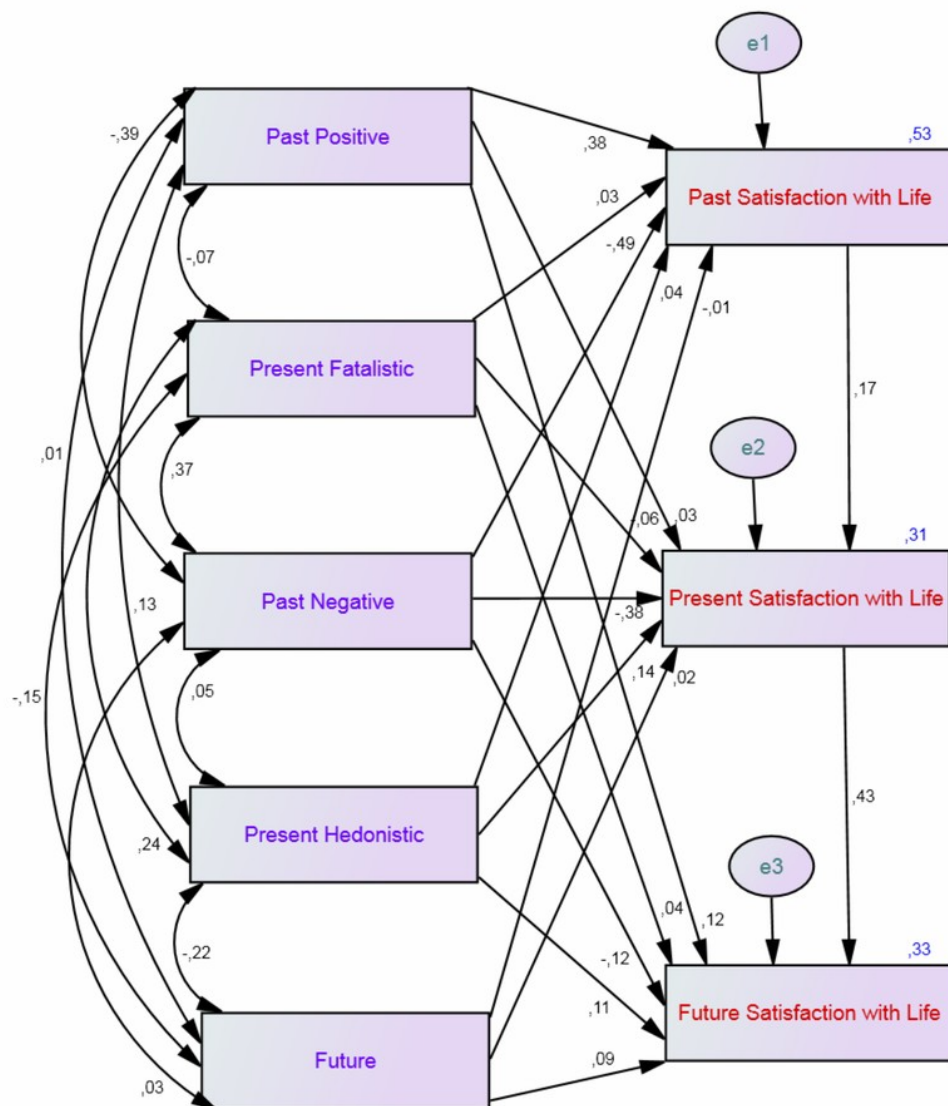 e1
-,39
Past Positive
,38
,53
Past Satisfaction with Life
,03
-,49
-,07
,04
-,01
Present Fatalistic
,17
,01
,37
e2
-,06
,03
,31
Past Negative
,13
-,38
Present Satisfaction with Life
-,15
,05
,14
,02
,43
Present Hedonistic
,24
e3
,04
,12
-,22
-,12
,33
,11
Future Satisfaction with Life
Future
,09
,03